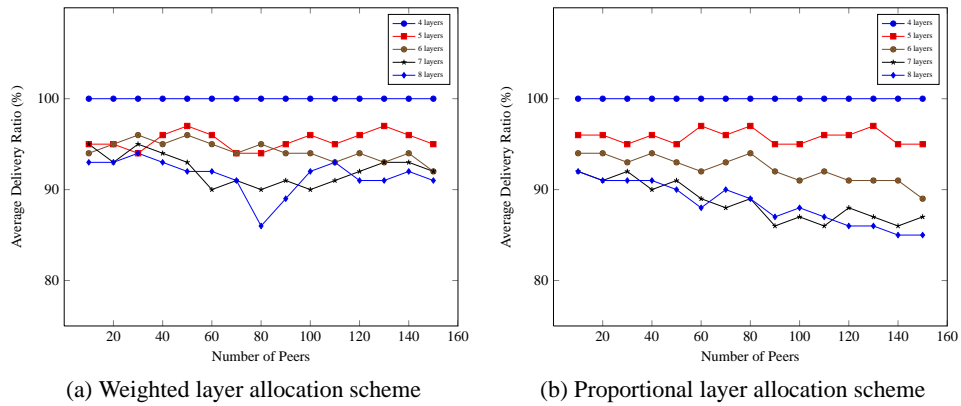 4 layers
5 layers
6 layers
7 layers
8 layers
100
90
80
Average Delivery Ratio (%)
20 40 60 80 100 120 140 160
Number of Peers
(a) Weighted layer allocation scheme
4 layers
5 layers
6 layers
7 layers
8 layers
100
90
80
Average Delivery Ratio (%)
20 40 60 80 100 120 140 160
Number of Peers
(b) Proportional layer allocation scheme